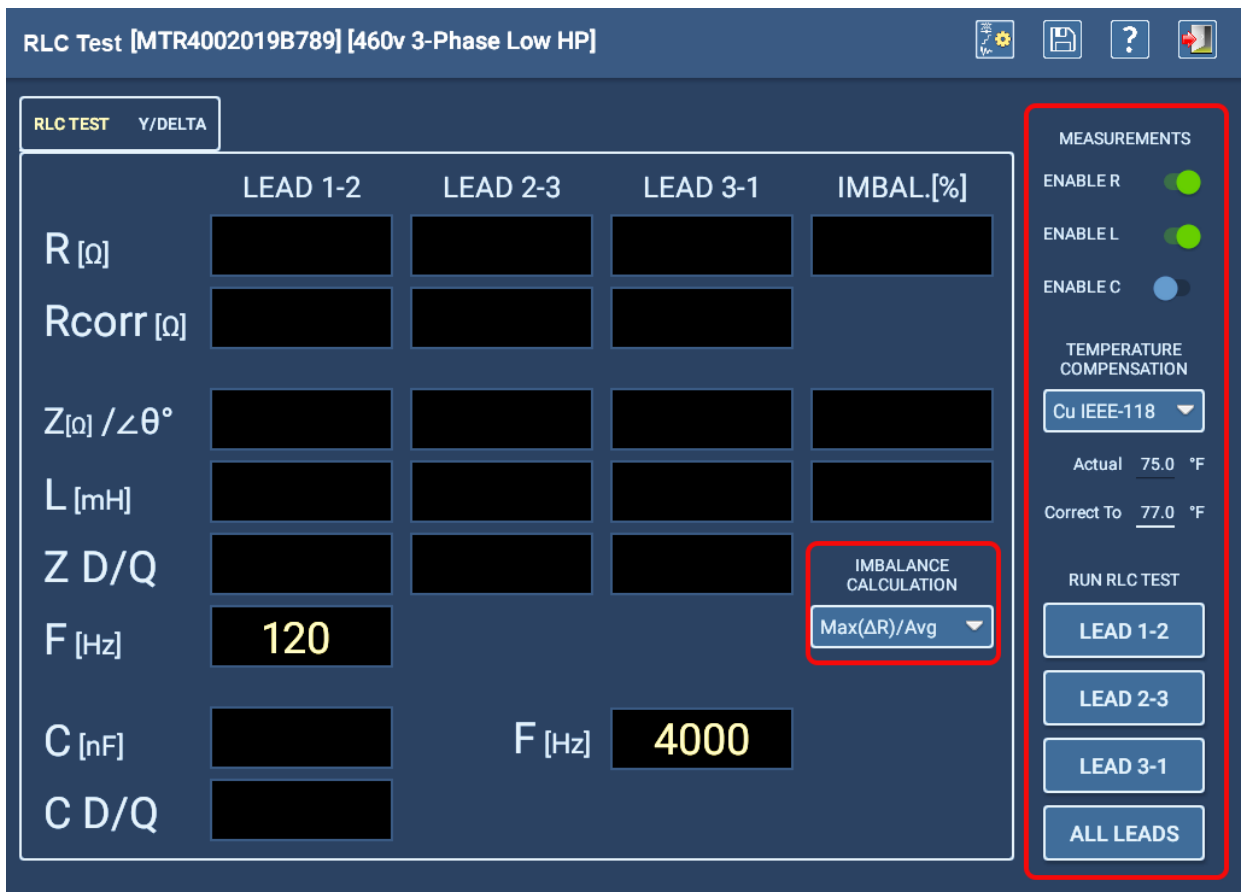 RLC Test [MTR4002019B789] [460v 3-Phase Low HP]
?
RLC TEST Y/DELTA
LEAD 1-2 LEAD 2-3 LEAD 3-1 IMBAL.[%]
R [Ω]
Rcorr [Ω]
Z[Ω] /∠θ°
L [mH]
Z D/Q
F [Hz] 120
IMBALANCE
CALCULATION
Max(ΔR)/Avg
C [nF] F [Hz] 4000
C D/Q
MEASUREMENTS
ENABLE R
ENABLE L
ENABLE C
TEMPERATURE
COMPENSATION
Cu IEEE-118
Actual 75.0 °F
Correct To 77.0 °F
RUN RLC TEST
LEAD 1-2
LEAD 2-3
LEAD 3-1
ALL LEADS